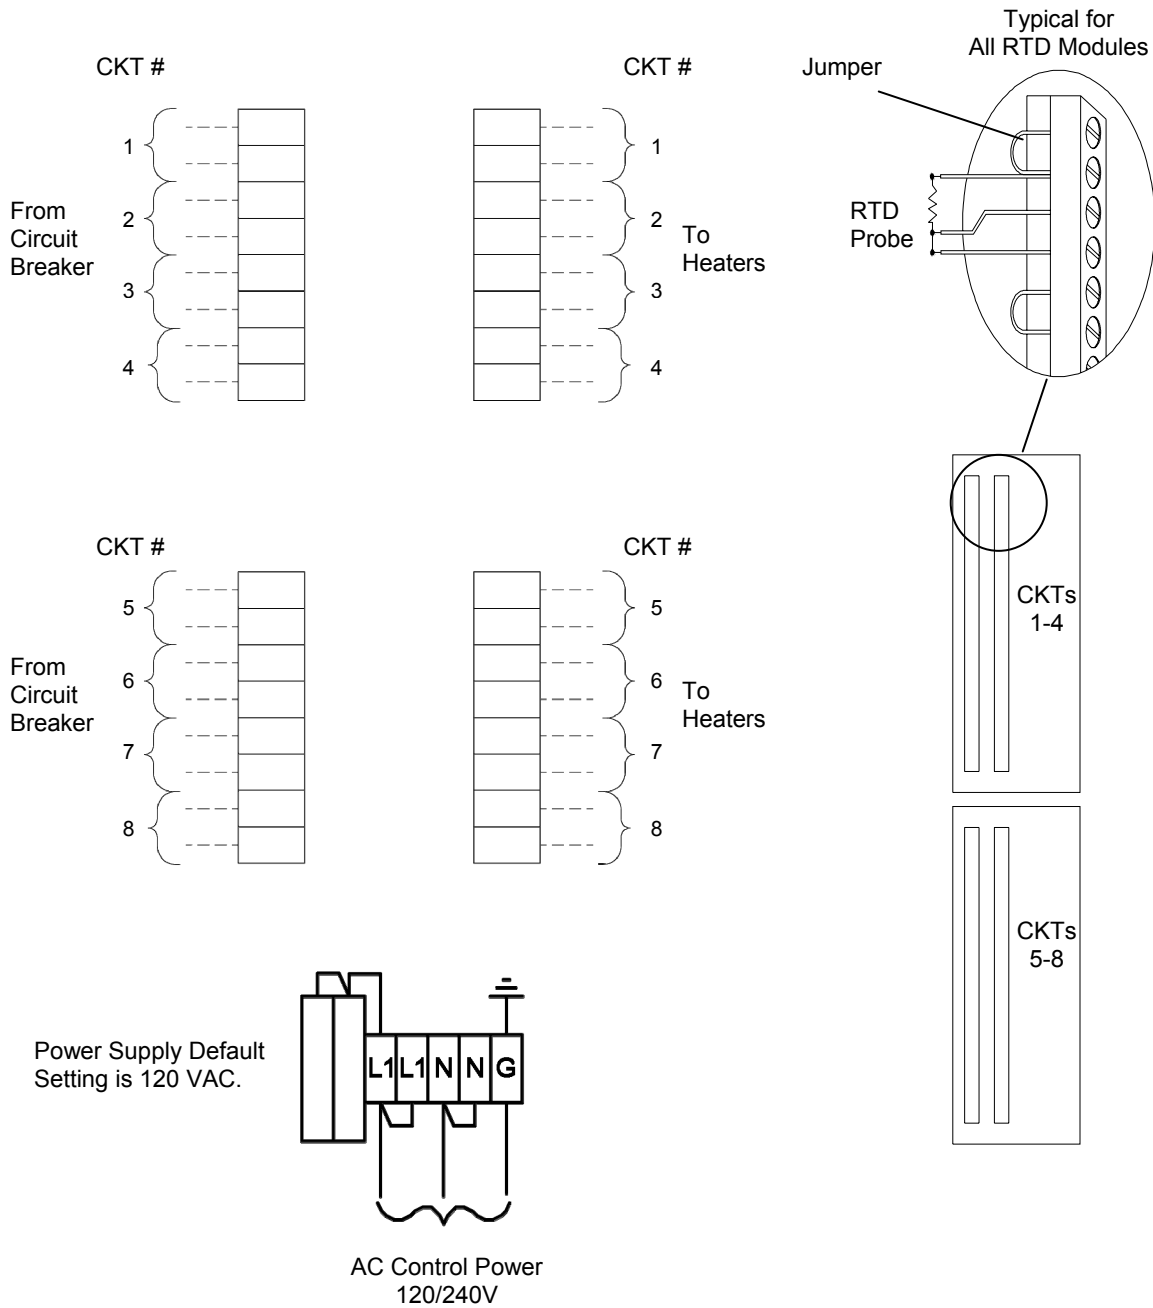 Typical for
All RTD Modules
CKT #
CKT #
Jumper
1
2
3
4
From
Circuit
Breaker
1
2
3
4
To
Heaters
RTD
Probe
CKT #
CKT #
5
6
7
8
From
Circuit
Breaker
5
6
7
8
To
Heaters
CKTs
1-4
CKTs
5-8
Power Supply Default
Setting is 120 VAC.
L1 L1 N N G
AC Control Power
120/240V